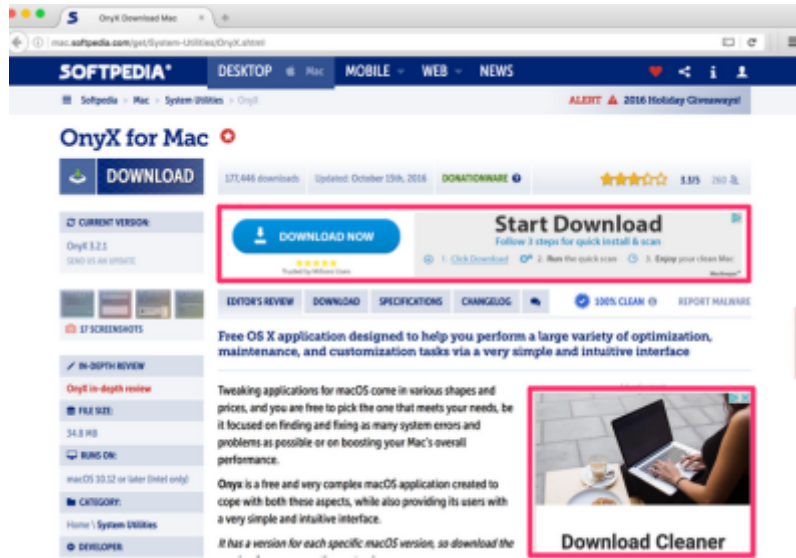 OnyX Download Mac
mac.softpedia.com/get/System-Utilities/OnyX.shtml
SOFTPEDIA®
DESKTOP Mac MOBILE WEB NEWS
Softpedia > Mac > System Utilities > OnyX
ALERT 2016 Holiday Giveaways!
OnyX for Mac
DOWNLOAD
177,446 downloads Updated: October 15th, 2016 DONATIONWARE
3.5/5 260
CURRENT VERSION:
OnyX 3.2.1
SEND US AN UPDATE
17 SCREENSHOTS
IN-DEPTH REVIEW
OnyX in-depth review
FILE SIZE:
34.8 MB
RUNS ON:
macOS 10.12 or later (Intel only)
CATEGORY:
Home \ System Utilities
DEVELOPER:
DOWNLOAD NOW
Trusted by Millions Users
Start Download
Follow 3 steps for quick install & scan
1. Click Download 2. Run the quick scan 3. Enjoy your clean Mac
EDITOR'S REVIEW DOWNLOAD SPECIFICATIONS CHANGELOG
100% CLEAN REPORT MALWARE
Free OS X application designed to help you perform a large variety of optimization,
maintenance, and customization tasks via a very simple and intuitive interface
Tweaking applications for macOS come in various shapes and
prices, and you are free to pick the one that meets your needs, be
it focused on finding and fixing as many system errors and
problems as possible or on boosting your Mac's overall
performance.
Onyx is a free and very complex macOS application created to
cope with both these aspects, while also providing its users with
a very simple and intuitive interface.
It has a version for each specific macOS version, so download the
Download Cleaner